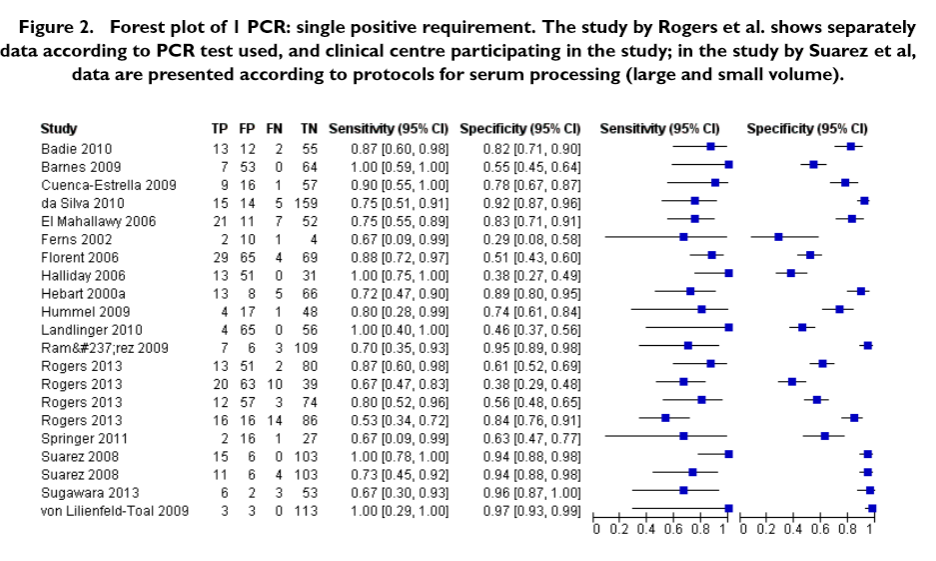 Figure 2. Forest plot of 1 PCR: single positive requirement. The study by Rogers et al. shows separately
data according to PCR test used, and clinical centre participating in the study; in the study by Suarez et al,
data are presented according to protocols for serum processing (large and small volume).
Study TP FP FN TN Sensitivity (95% CI) Specificity (95% CI) Sensitivity (95% CI) Specificity (95% CI)
Badie 2010 13 12 2 55 0.87 [0.60, 0.98] 0.82 [0.71, 0.90]
Barnes 2009 7 53 0 64 1.00 [0.59, 1.00] 0.55 [0.45, 0.64]
Cuenca-Estrella 2009 9 16 1 57 0.90 [0.55, 1.00] 0.78 [0.67, 0.87]
da Silva 2010 15 14 5 159 0.75 [0.51, 0.91] 0.92 [0.87, 0.96]
El Mahallawy 2006 21 11 7 52 0.75 [0.55, 0.89] 0.83 [0.71, 0.91]
Ferns 2002 2 10 1 4 0.67 [0.09, 0.99] 0.29 [0.08, 0.58]
Florent 2006 29 65 4 69 0.88 [0.72, 0.97] 0.51 [0.43, 0.60]
Halliday 2006 13 51 0 31 1.00 [0.75, 1.00] 0.38 [0.27, 0.49]
Hebart 2000a 13 8 5 66 0.72 [0.47, 0.90] 0.89 [0.80, 0.95]
Hummel 2009 4 17 1 48 0.80 [0.28, 0.99] 0.74 [0.61, 0.84]
Landlinger 2010 4 65 0 56 1.00 [0.40, 1.00] 0.46 [0.37, 0.56]
Ram&#237;rez 2009 7 6 3 109 0.70 [0.35, 0.93] 0.95 [0.89, 0.98]
Rogers 2013 13 51 2 80 0.87 [0.60, 0.98] 0.61 [0.52, 0.69]
Rogers 2013 20 63 10 39 0.67 [0.47, 0.83] 0.38 [0.29, 0.48]
Rogers 2013 12 57 3 74 0.80 [0.52, 0.96] 0.56 [0.48, 0.65]
Rogers 2013 16 16 14 86 0.53 [0.34, 0.72] 0.84 [0.76, 0.91]
Springer 2011 2 16 1 27 0.67 [0.09, 0.99] 0.63 [0.47, 0.77]
Suarez 2008 15 6 0 103 1.00 [0.78, 1.00] 0.94 [0.88, 0.98]
Suarez 2008 11 6 4 103 0.73 [0.45, 0.92] 0.94 [0.88, 0.98]
Sugawara 2013 6 2 3 53 0.67 [0.30, 0.93] 0.96 [0.87, 1.00]
von Lilienfeld-Toal 2009 3 3 0 113 1.00 [0.29, 1.00] 0.97 [0.93, 0.99]
0 0.2 0.4 0.6 0.8 1 0 0.2 0.4 0.6 0.8 1